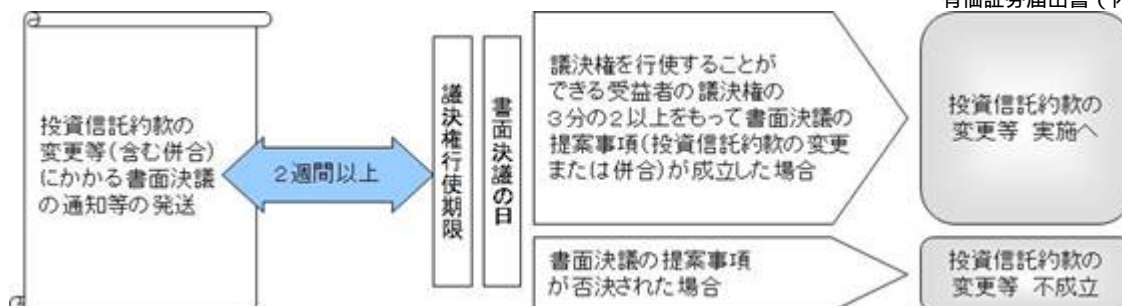 有価証券届出書（
投資信託約款の
変更等(含む併合)
にかかる書面決議
の通知等の発送
２週間以上
議決権行使期限
書面決議の日
議決権を行使することが
できる受益者の議決権の
３分の２以上をもって書面決議の
提案事項(投資信託約款の変更
または併合)が成立した場合
投資信託約款の
変更等 実施へ
書面決議の提案事項
が否決された場合
投資信託約款の
変更等 不成立